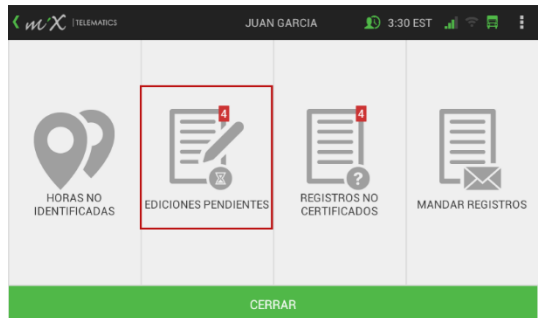 mix TELEMATICS
JUAN GARCIA
3:30 EST
4
4
?
HORAS NO
IDENTIFICADAS
EDICIONES PENDIENTES
REGISTROS NO
CERTIFICADOS
MANDAR REGISTROS
CERRAR